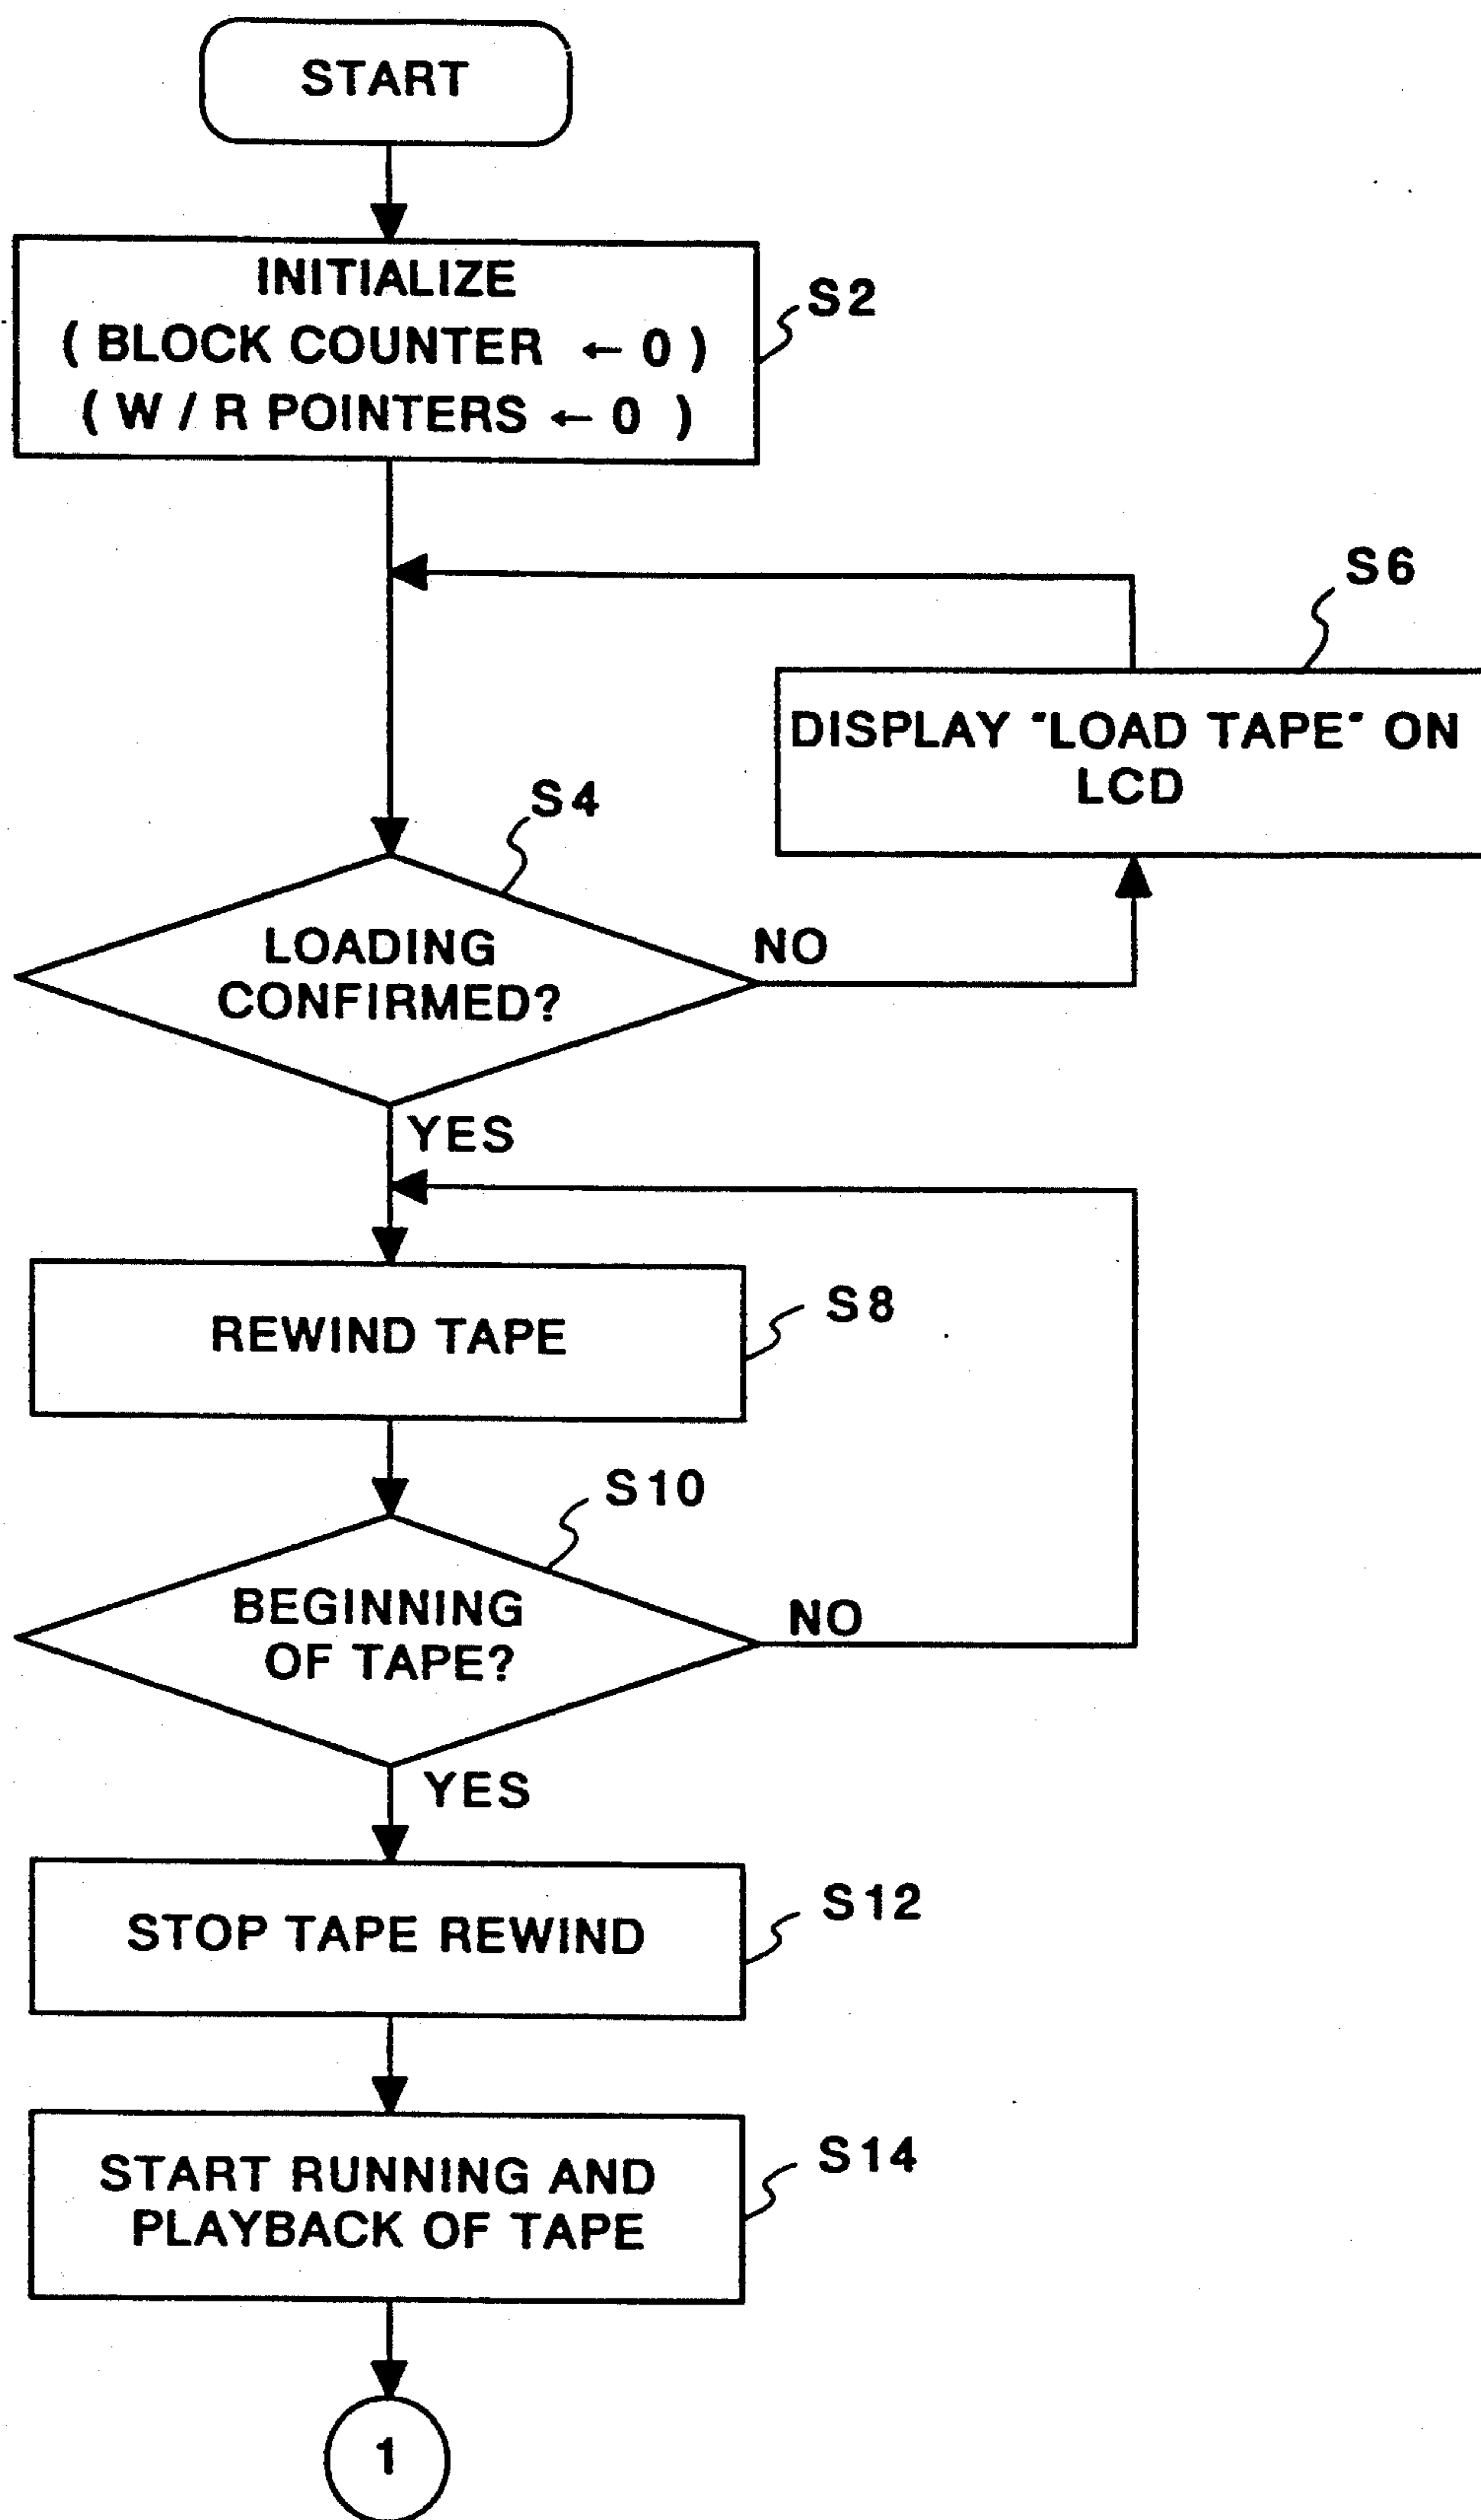 START
INITIALIZE
( BLOCK COUNTER ← 0 )
( W / R POINTERS ← 0 )
S2
S6
DISPLAY "LOAD TAPE" ON
LCD
S4
LOADING
CONFIRMED?
NO
YES
REWIND TAPE
S8
S10
BEGINNING
OF TAPE?
NO
YES
STOP TAPE REWIND
S12
START RUNNING AND
PLAYBACK OF TAPE
S14
1